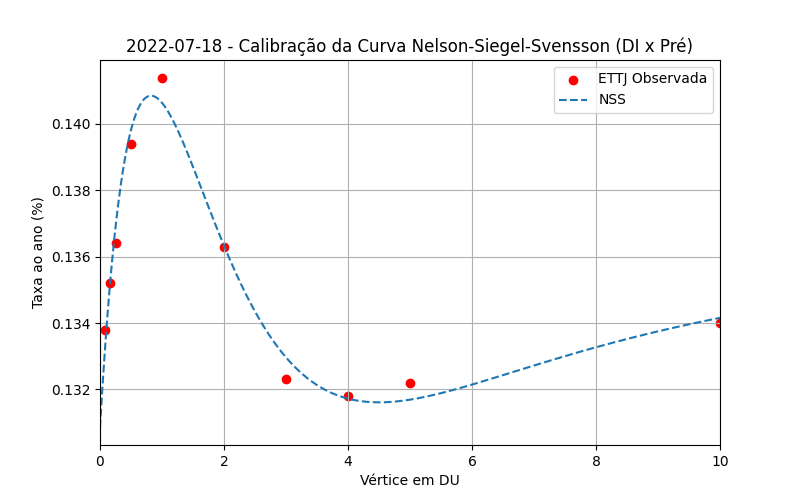 2022-07-18 - Calibração da Curva Nelson-Siegel-Svensson (DI x Pré)
ETTJ Observada
NSS
Taxa ao ano (%)
0.140
0.138
0.136
0.134
0.132
0 2 4 6 8 10
Vértice em DU